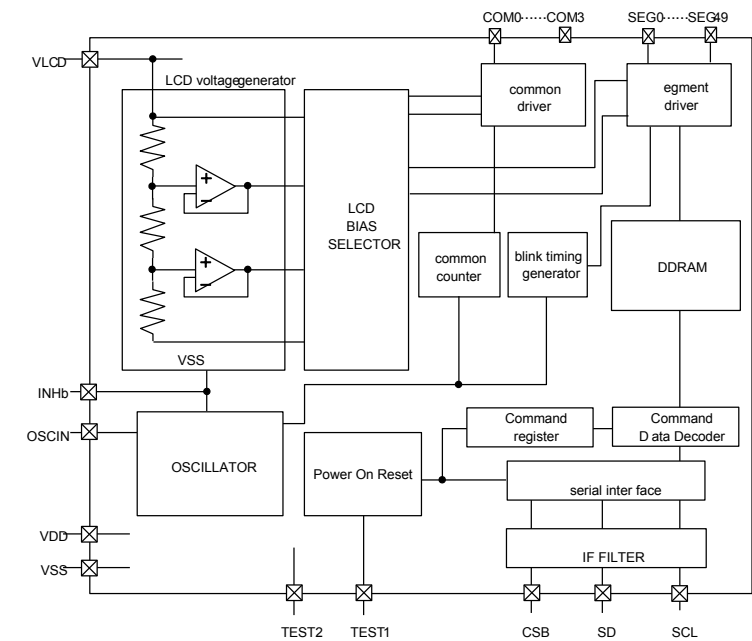 COM0······COM3
SEG0······SEG49
VLCD
LCD voltagegenerator
common
driver
egment
driver
+
−
LCD
BIAS
SELECTOR
common
counter
blink timing
generator
DDRAM
+
−
VSS
INHb
OSCIN
OSCILLATOR
Power On Reset
Command
register
Command
D ata Decoder
serial inter face
IF FILTER
VDD
VSS
TEST2
TEST1
CSB
SD
SCL